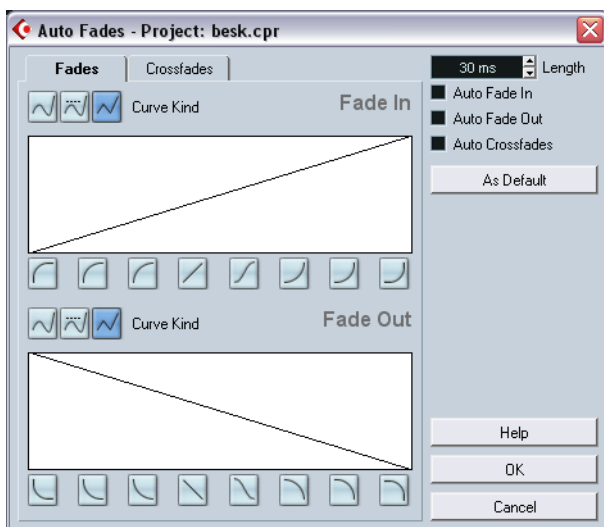 Auto Fades - Project: besk.cpr
Fades
Crossfades
Curve Kind
Fade In
Curve Kind
Fade Out
30 ms
Length
Auto Fade In
Auto Fade Out
Auto Crossfades
As Default
Help
OK
Cancel